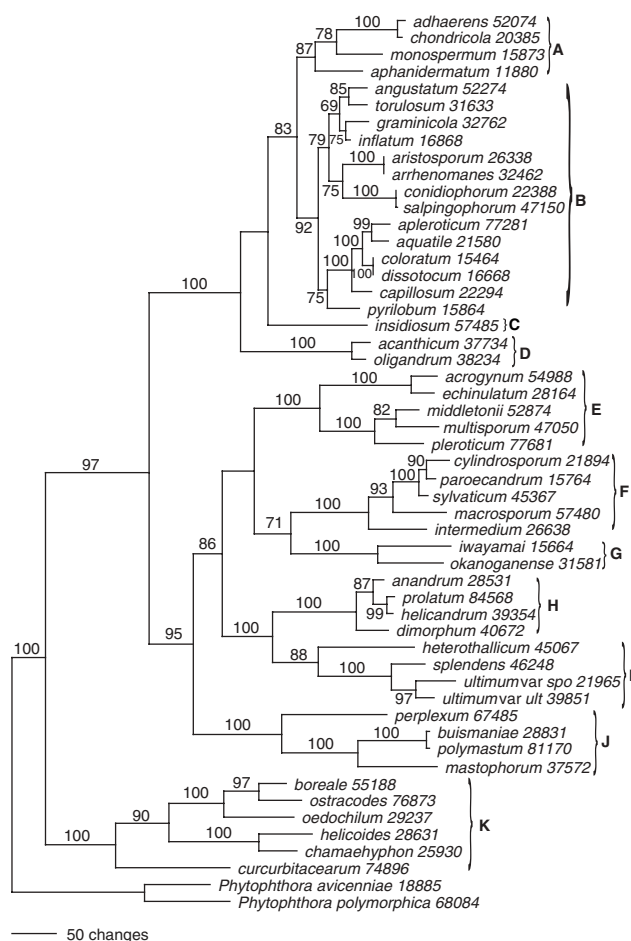 100
adhaerens 52074
chondricola 20385
78
monospermum 15873
A
87
aphanidermatum 11880
85
angustatum 52274
torulosum 31633
69
graminicola 32762
83
79
75
inflatum 16868
100
aristosporum 26338
arrhenomanes 32462
75
100
conidiophorum 22388
salpingophorum 47150
B
92
99
apleroticum 77281
aquatile 21580
100
coloratum 15464
100
100
dissotocum 16668
capillosum 22294
75
pyrilobum 15864
100
insidiosum 57485
C
100
acanthicum 37734
oligandrum 38234
D
100
acrogynum 54988
echinulatum 28164
100
82
middletonii 52874
E
100
multisporum 47050
pleroticum 77681
90
cylindrosporum 21894
97
100
paroecandrum 15764
93
sylvaticum 45367
F
100
macrosporum 57480
71
intermedium 26638
86
100
iwayamai 15664
G
okanoganense 31581
87
anandrum 28531
100
prolatum 84568
99
helicandrum 39354
H
100
dimorphum 40672
95
100
88
heterothallicum 45067
100
splendens 46248
I
ultimumvar spo 21965
97
ultimumvar ult 39851
100
perplexum 67485
100
buismaniae 28831
J
100
polymastum 81170
mastophorum 37572
97
boreale 55188
100
ostracodes 76873
90
oedochilum 29237
K
100
100
helicoides 28631
chamaehyphon 25930
curcurbitacearum 74896
Phytophthora avicenniae 18885
Phytophthora polymorphica 68084
50 changes